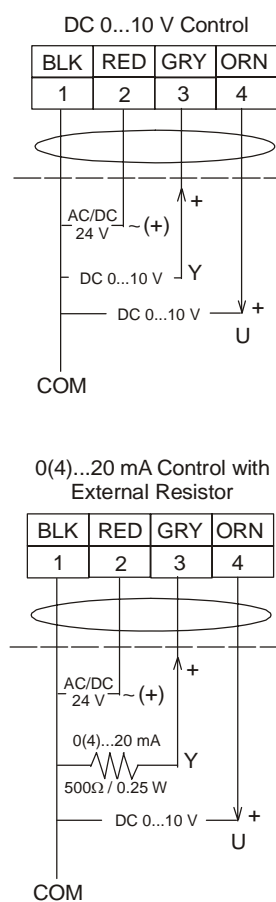 DC 0...10 V Control
BLK RED GRY ORN
1 2 3 4
+
AC/DC
24 V ~(+)
DC 0...10 V Y
DC 0...10 V +
U
COM
0(4)...20 mA Control with
External Resistor
BLK RED GRY ORN
1 2 3 4
+
AC/DC
24 V ~(+)
0(4)...20 mA
Y
500Ω / 0.25 W
DC 0...10 V +
U
COM